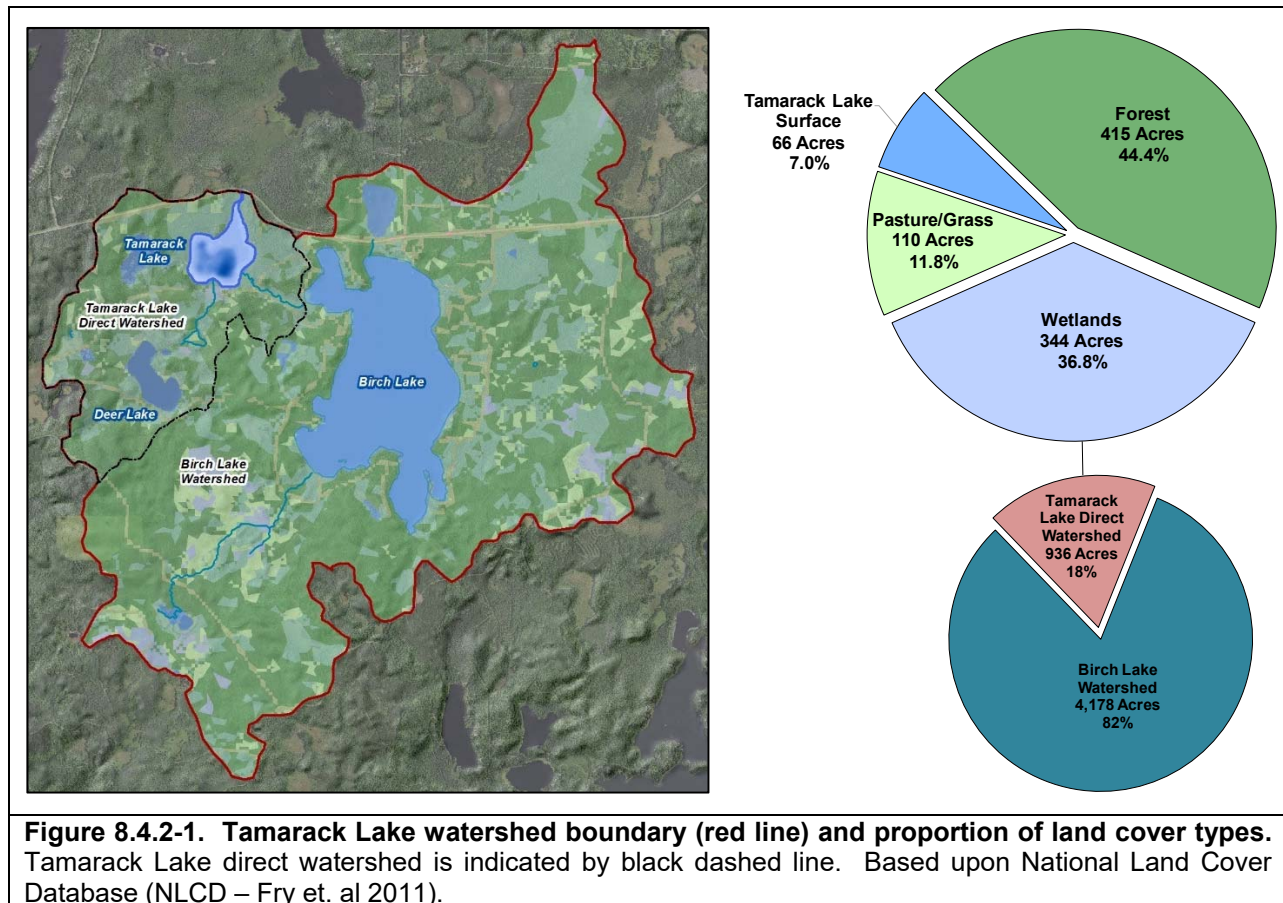 Tamarack
Lake
Tamarack Lake
Direct Watershed
Deer Lake
Birch Lake
Birch Lake
Watershed
Tamarack Lake
Surface
66 Acres
7.0%
Forest
415 Acres
44.4%
Pasture/Grass
110 Acres
11.8%
Wetlands
344 Acres
36.8%
Tamarack
Lake Direct
Watershed
936 Acres
18%
Birch Lake
Watershed
4,178 Acres
82%
Figure 8.4.2-1. Tamarack Lake watershed boundary (red line) and proportion of land cover types.
Tamarack Lake direct watershed is indicated by black dashed line. Based upon National Land Cover
Database (NLCD – Fry et. al 2011).